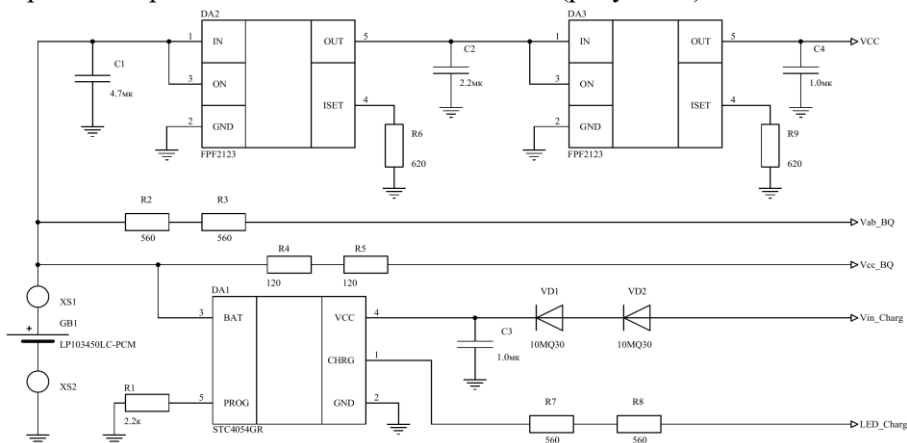 DA2
DA3
1 IN OUT 5
C2
1 IN OUT 5
C4
VCC
C1
4.7мк
3 ON
2.2мк
3 ON
1.0мк
ISET 4
ISET 4
2 GND
R6
2 GND
R9
FPF2123
620
FPF2123
620
R2 R3
560 560
Vab_BQ
R4 R5
120 120
Vcc_BQ
XS1
DA1
VD1 VD2
3 BAT VCC 4
Vin_Charg
+ GB1
C3
10MQ30 10MQ30
LP103450LC-PCM
1.0мк
CHRG 1
XS2
R1
5 PROG GND 2
R7 R8
2.2к
STC4054GR
560 560
LED_Charg